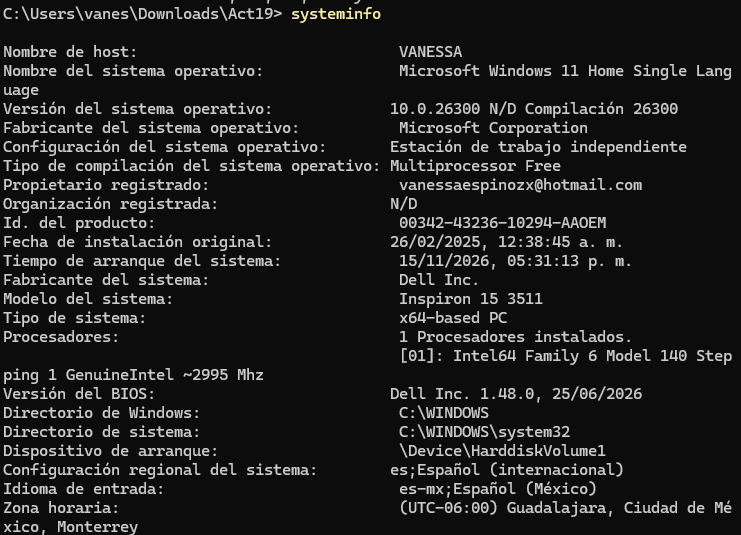 C:\Users\vanes\Downloads\Act19> systeminfo
Nombre de host: VANESSA
Nombre del sistema operativo: Microsoft Windows 11 Home Single Lang
uage
Versión del sistema operativo: 10.0.26300 N/D Compilación 26300
Fabricante del sistema operativo: Microsoft Corporation
Configuración del sistema operativo: Estación de trabajo independiente
Tipo de compilación del sistema operativo: Multiprocessor Free
Propietario registrado: vanessaespinozx@hotmail.com
Organización registrada: N/D
Id. del producto: 00342-43236-10294-AAOEM
Fecha de instalación original: 26/02/2025, 12:38:45 a. m.
Tiempo de arranque del sistema: 15/11/2026, 05:31:13 p. m.
Fabricante del sistema: Dell Inc.
Modelo del sistema: Inspiron 15 3511
Tipo de sistema: x64-based PC
Procesadores: 1 Procesadores instalados.
[01]: Intel64 Family 6 Model 140 Step
ping 1 GenuineIntel ~2995 Mhz
Versión del BIOS: Dell Inc. 1.48.0, 25/06/2026
Directorio de Windows: C:\WINDOWS
Directorio de sistema: C:\WINDOWS\system32
Dispositivo de arranque: \Device\HarddiskVolume1
Configuración regional del sistema: es;Español (internacional)
Idioma de entrada: es-mx;Español (México)
Zona horaria: (UTC-06:00) Guadalajara, Ciudad de Mé
xico, Monterrey